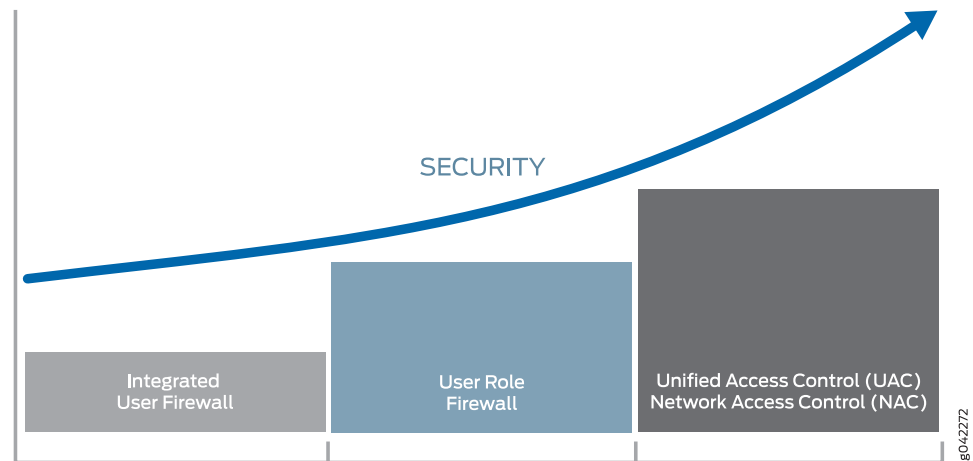 SECURITY
Integrated
User Firewall
User Role
Firewall
Unified Access Control (UAC)
Network Access Control (NAC)
g042272